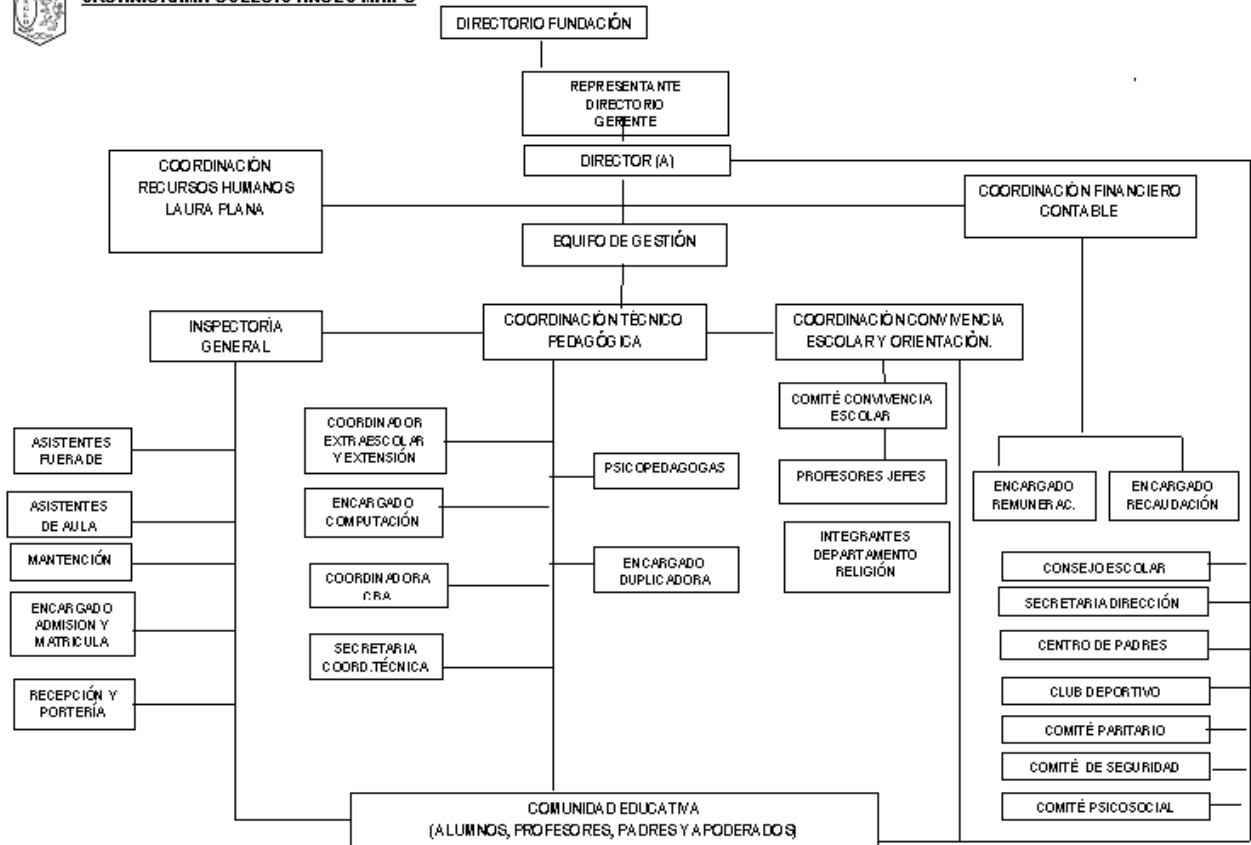 DIRECTORIO FUNDACIÓN
REPRESENTANTE
DIRECTORIO
GERENTE
DIRECTOR (A)
COORDINACIÓN
RECURSOS HUMANOS
LAURA PLANA
COORDINACIÓN FINANCIERO
CONTABLE
EQUIPO DE GESTIÓN
INSPECTORÍA
GENERAL
COORDINACIÓN TÉCNICO
PEDAGÓGICA
COORDINACIÓN CONVIVENCIA
ESCOLAR Y ORIENTACIÓN.
ASISTENTES
FUERA DE
ASISTENTES
DE AULA
MANTENCIÓN
ENCARGADO
ADMISION Y
MATRICULA
RECEPCIÓN Y
PORTERÍA
COORDINADOR
EXTRAESCOLAR
Y EXTENSIÓN
ENCARGADO
COMPUTACIÓN
COORDINADORA
CRA
SECRETARIA
COORD.TÉCNICA
PSICOPEDAGOGAS
ENCARGADO
DUPLICADORA
COMITÉ CONVIVENCIA
ESCOLAR
PROFESORES JEFES
INTEGRANTES
DEPARTAMENTO
RELIGIÓN
ENCARGADO
REMUNERAC.
ENCARGADO
RECAUDACIÓN
CONSEJO ESCOLAR
SECRETARIA DIRECCIÓN
CENTRO DE PADRES
CLUB DEPORTIVO
COMITÉ PARITARIO
COMITÉ DE SEGURIDAD
COMITÉ PSICOSOCIAL
COMUNIDAD EDUCATIVA
(ALUMNOS, PROFESORES, PADRES Y APODERADOS)